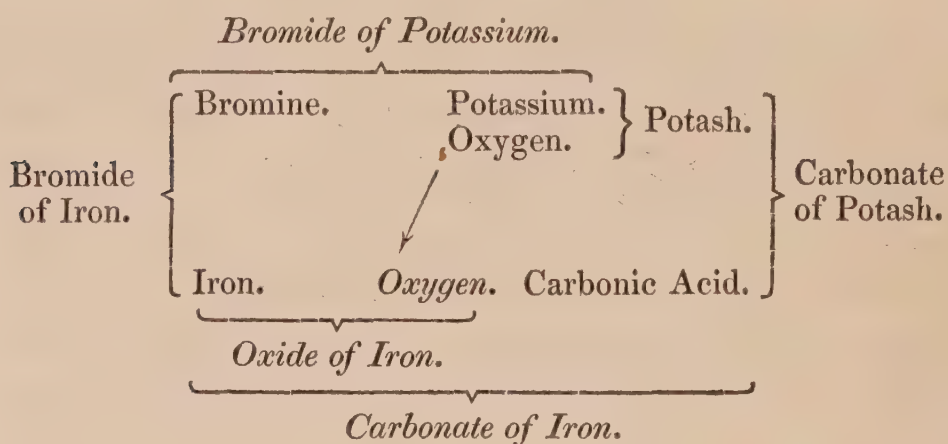 Bromide of Potassium.
Bromine. Potassium.
Oxygen. Potash.
Bromide of Iron.
Carbonate of Potash.
Iron. Oxygen. Carbonic Acid.
Oxide of Iron.
Carbonate of Iron.